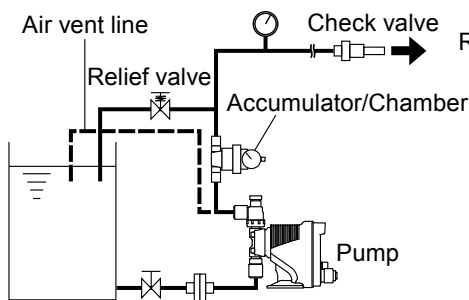 Air vent line
Check valve
R
Relief valve
Accumulator/Chamber
Pump